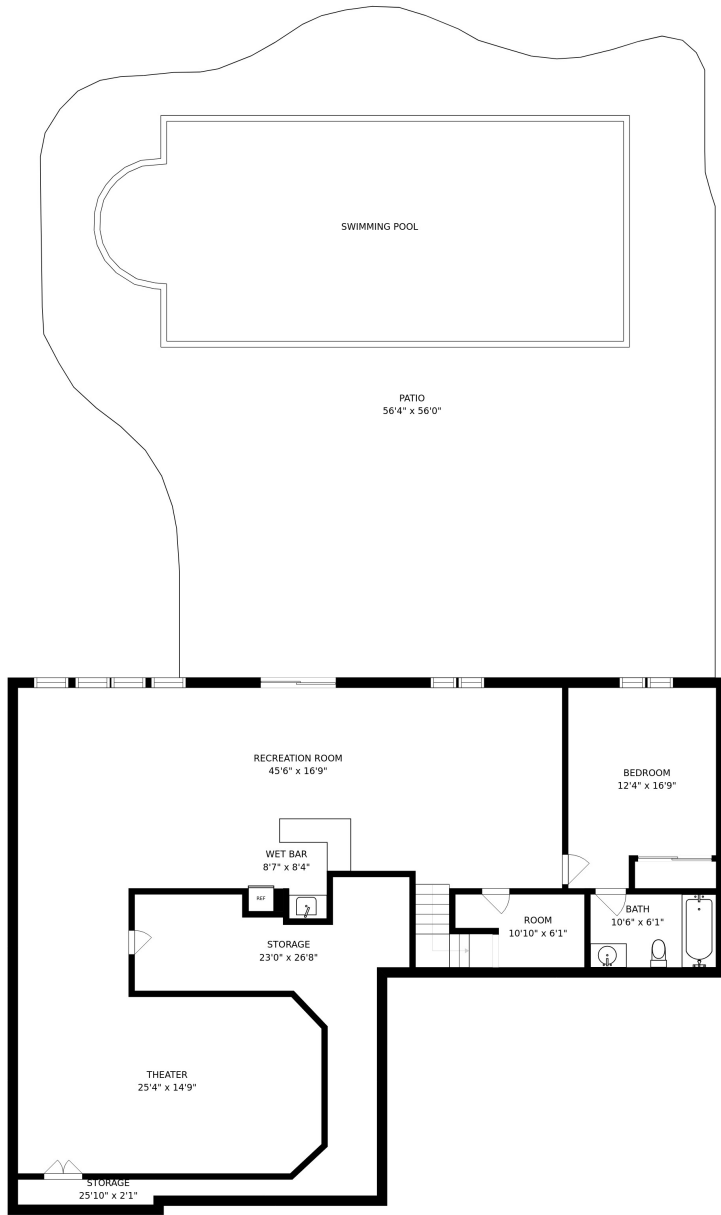 SWIMMING POOL
PATIO
56'4" x 56'0"
RECREATION ROOM
45'6" x 16'9"
BEDROOM
12'4" x 16'9"
WET BAR
8'7" x 8'4"
REF
BATH
10'6" x 6'1"
ROOM
10'10" x 6'1"
STORAGE
23'0" x 26'8"
THEATER
25'4" x 14'9"
STORAGE
25'10" x 2'1"